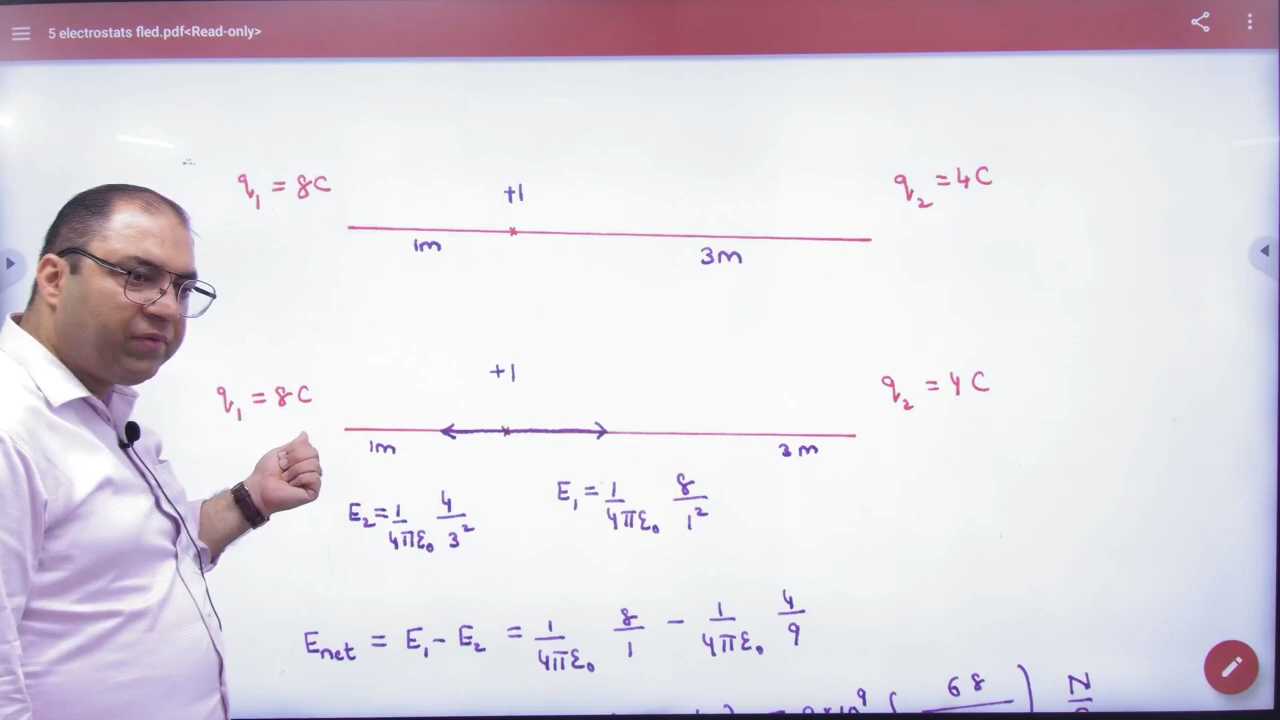 5 electrostats fled.pdf<Read-only>
q₁ = 8C
+1
q₂ = 4C
1m
3m
+1
q₁ = 8C
q₂ = 4C
1m
3m
E₂ = 1/4πε₀ 4/3²
E₁ = 1/4πε₀ 8/1²
E_net = E₁ - E₂ = 1/4πε₀ 8/1 - 1/4πε₀ 4/9
68
N